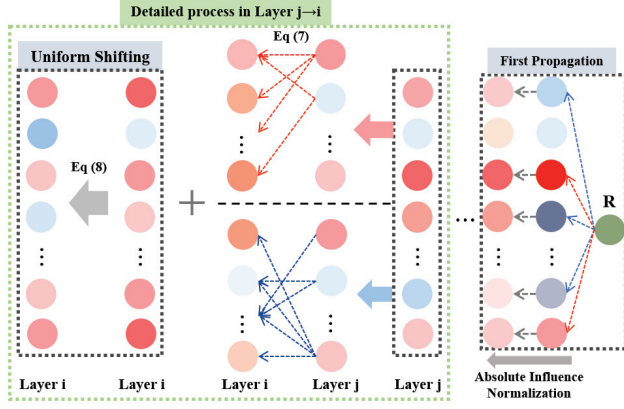 Detailed process in Layer j→i
Uniform Shifting
Eq (7)
First Propagation
Eq (8)
+
R
...
Layer i
Layer i
Layer i
Layer j
Layer j
Absolute Influence
Normalization